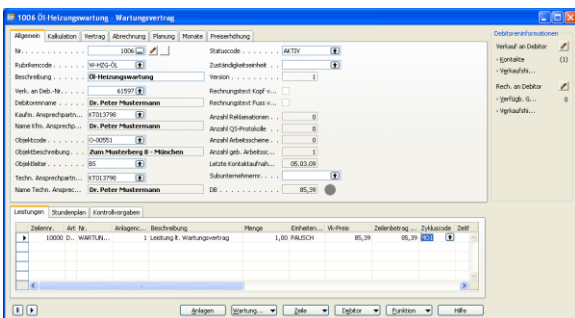 1006 Öl-Heizungswartung - Wartungsvertrag
Allgemein Kalkulation Vertrag Abrechnung Planung Monate Preiserhöhung
Nr. . . . . . . . . . . . 1006 Statuscode . . . . . . . AKTIV
Rubrikencode . . . . . . W-HZG-ÖL Zuständigkeitseinheit . .
Beschreibung . . . . . . Öl-Heizungswartung Version . . . . . . . . . 1
Verk. an Deb.-Nr. . . . . 61597 Rechnungstext Kopf v...
Debitorenname . . . . . Dr. Peter Mustermann Rechnungstext Fuss v...
Kaufm. Ansprechpartn... KT013798 Anzahl Reklamationen . . 0
Name Kfm. Ansprechp... Dr. Peter Mustermann Anzahl QS-Protokolle . . 0
Objektcode . . . . . . . O-00551 Anzahl Arbeitsscheine . . 0
Objektbeschreibung . . . Zum Musterberg 8 - München Anzahl geb. Arbeitssc... 1
Objektleiter . . . . . . BS Letzte Kontaktaufnah... 05.03.09
Techn. Ansprechpartn... KT013798 Subunternehmernr. . . .
Name Techn. Ansprec... Dr. Peter Mustermann DB . . . . . . . . . . . 85,39
Debitoreninformationen
Verkauf an Debitor
- Kontakte (1)
- Verkaufshi...
Rech. an Debitor
- Verfügb. G... 0
- Verkaufshi...
Leistungen Stundenplan Kontrollvorgaben
Zeilennr. Art Nr. Anlagenc... Beschreibung Menge Einheiten... Vk-Preis Zeilenbetrag ... Zykluscode Zeitf
10000 D.. WARTUN... 1 Leistung lt. Wartungsvertrag 1,00 PAUSCH 85,39 85,39
Anlagen Wartung... Zeile Debitor Funktion Hilfe